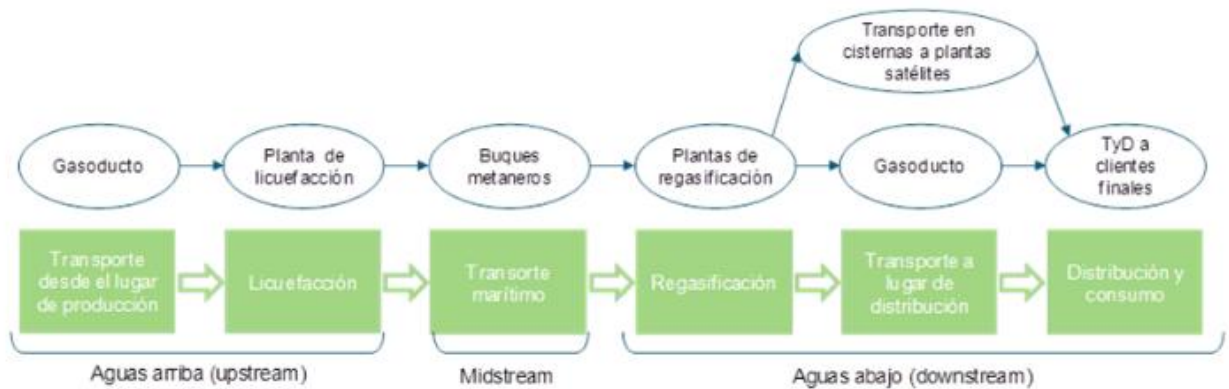 Transporte en
cisternas a plantas
satélites
Gasoducto
Planta de
licuefacción
Buques
metaneros
Plantas de
regasificación
Gasoducto
TyD a
clientes
finales
Transporte
desde el lugar
de producción
Licuefacción
Transorte
marítimo
Regasificación
Transporte a
lugar de
distribución
Distribución y
consumo
Aguas arriba (upstream)
Midstream
Aguas abajo (downstream)